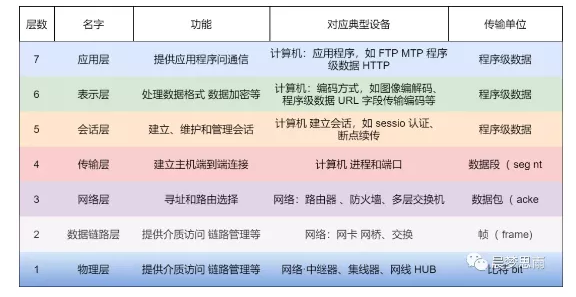 层数 名字 功能 对应典型设备 传输单位
7 应用层 提供应用程序问通信 计算机：应用程序，如 FTP MTP 程序
级数据 HTTP 程序级数据
6 表示层 处理数据格式 数据加密等 计算机：编码方式，如图像编解码、
程序级数据 URL 字段传输编码等 程序级数据
5 会话层 建立、维护和管理会话 计算机 建立会话，如 sessio 认证、
断点续传 程序级数据
4 传输层 建立主机端到端连接 计算机 进程和端口 数据段（ seg nt
3 网络层 寻址和路由选择 网络：路由器 、防火墙、多层交换机 数据包（ acke
2 数据链路层 提供介质访问 链路管理等 网络：网卡 网桥、交换 帧（ frame)
1 物理层 提供介质访问 链路管理等 网络·中继器、集线器、网线 HUB 比待 bit
晨梦思雨